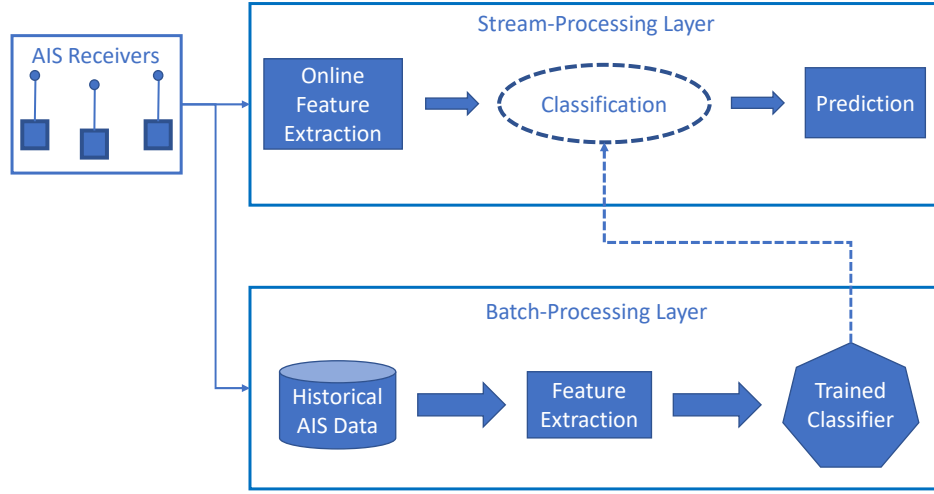 AIS Receivers
Stream-Processing Layer
Online
Feature
Extraction
Classification
Prediction
Batch-Processing Layer
Historical
AIS Data
Feature
Extraction
Trained
Classifier